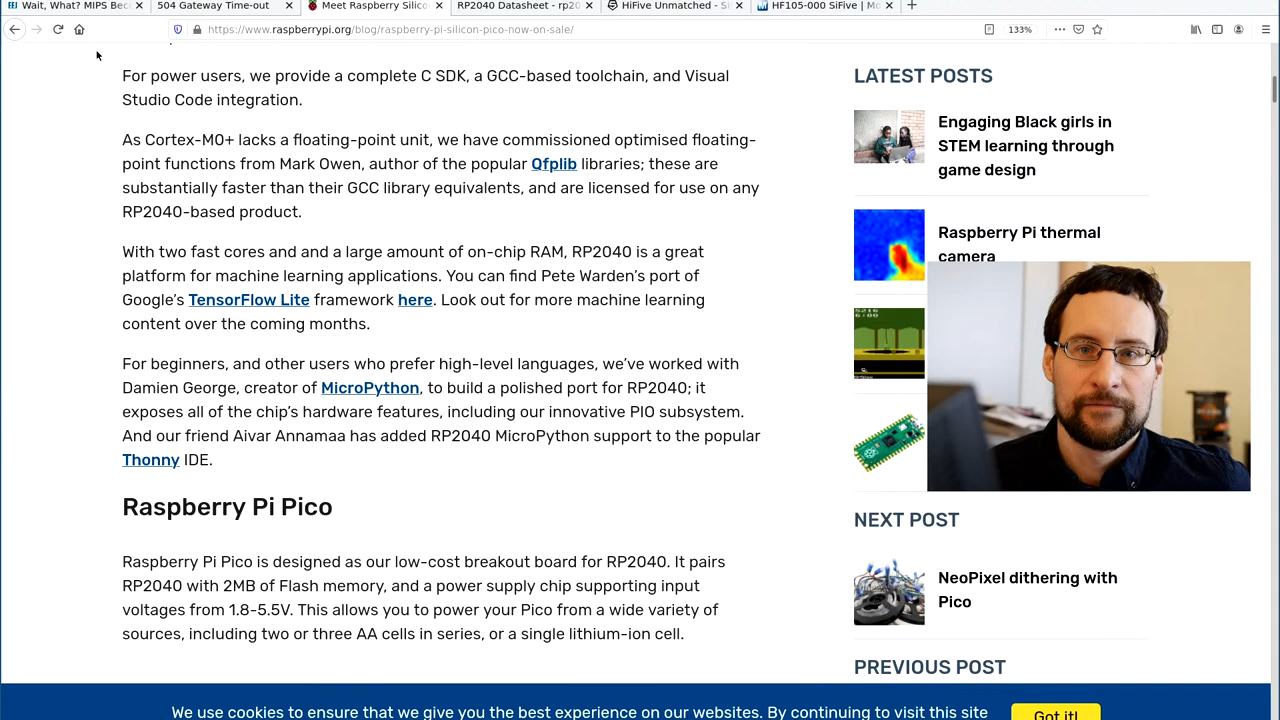 Wait, What? MIPS Bec
504 Gateway Time-out
Meet Raspberry Silico
RP2040 Datasheet - rp20
HiFive Unmatched - Si
HF105-000 SiFive | Mo
https://www.raspberrypi.org/blog/raspberry-pi-silicon-pico-now-on-sale/
133%
For power users, we provide a complete C SDK, a GCC-based toolchain, and Visual
Studio Code integration.
As Cortex-M0+ lacks a floating-point unit, we have commissioned optimised floating-
point functions from Mark Owen, author of the popular Qfplib libraries; these are
substantially faster than their GCC library equivalents, and are licensed for use on any
RP2040-based product.
With two fast cores and and a large amount of on-chip RAM, RP2040 is a great
platform for machine learning applications. You can find Pete Warden's port of
Google's TensorFlow Lite framework here. Look out for more machine learning
content over the coming months.
For beginners, and other users who prefer high-level languages, we've worked with
Damien George, creator of MicroPython, to build a polished port for RP2040; it
exposes all of the chip's hardware features, including our innovative PIO subsystem.
And our friend Aivar Annamaa has added RP2040 MicroPython support to the popular
Thonny IDE.
Raspberry Pi Pico
Raspberry Pi Pico is designed as our low-cost breakout board for RP2040. It pairs
RP2040 with 2MB of Flash memory, and a power supply chip supporting input
voltages from 1.8-5.5V. This allows you to power your Pico from a wide variety of
sources, including two or three AA cells in series, or a single lithium-ion cell.
LATEST POSTS
Engaging Black girls in
STEM learning through
game design
Raspberry Pi thermal
camera
NEXT POST
NeoPixel dithering with
Pico
PREVIOUS POST
We use cookies to ensure that we give you the best experience on our websites. By continuing to visit this site
Got it!